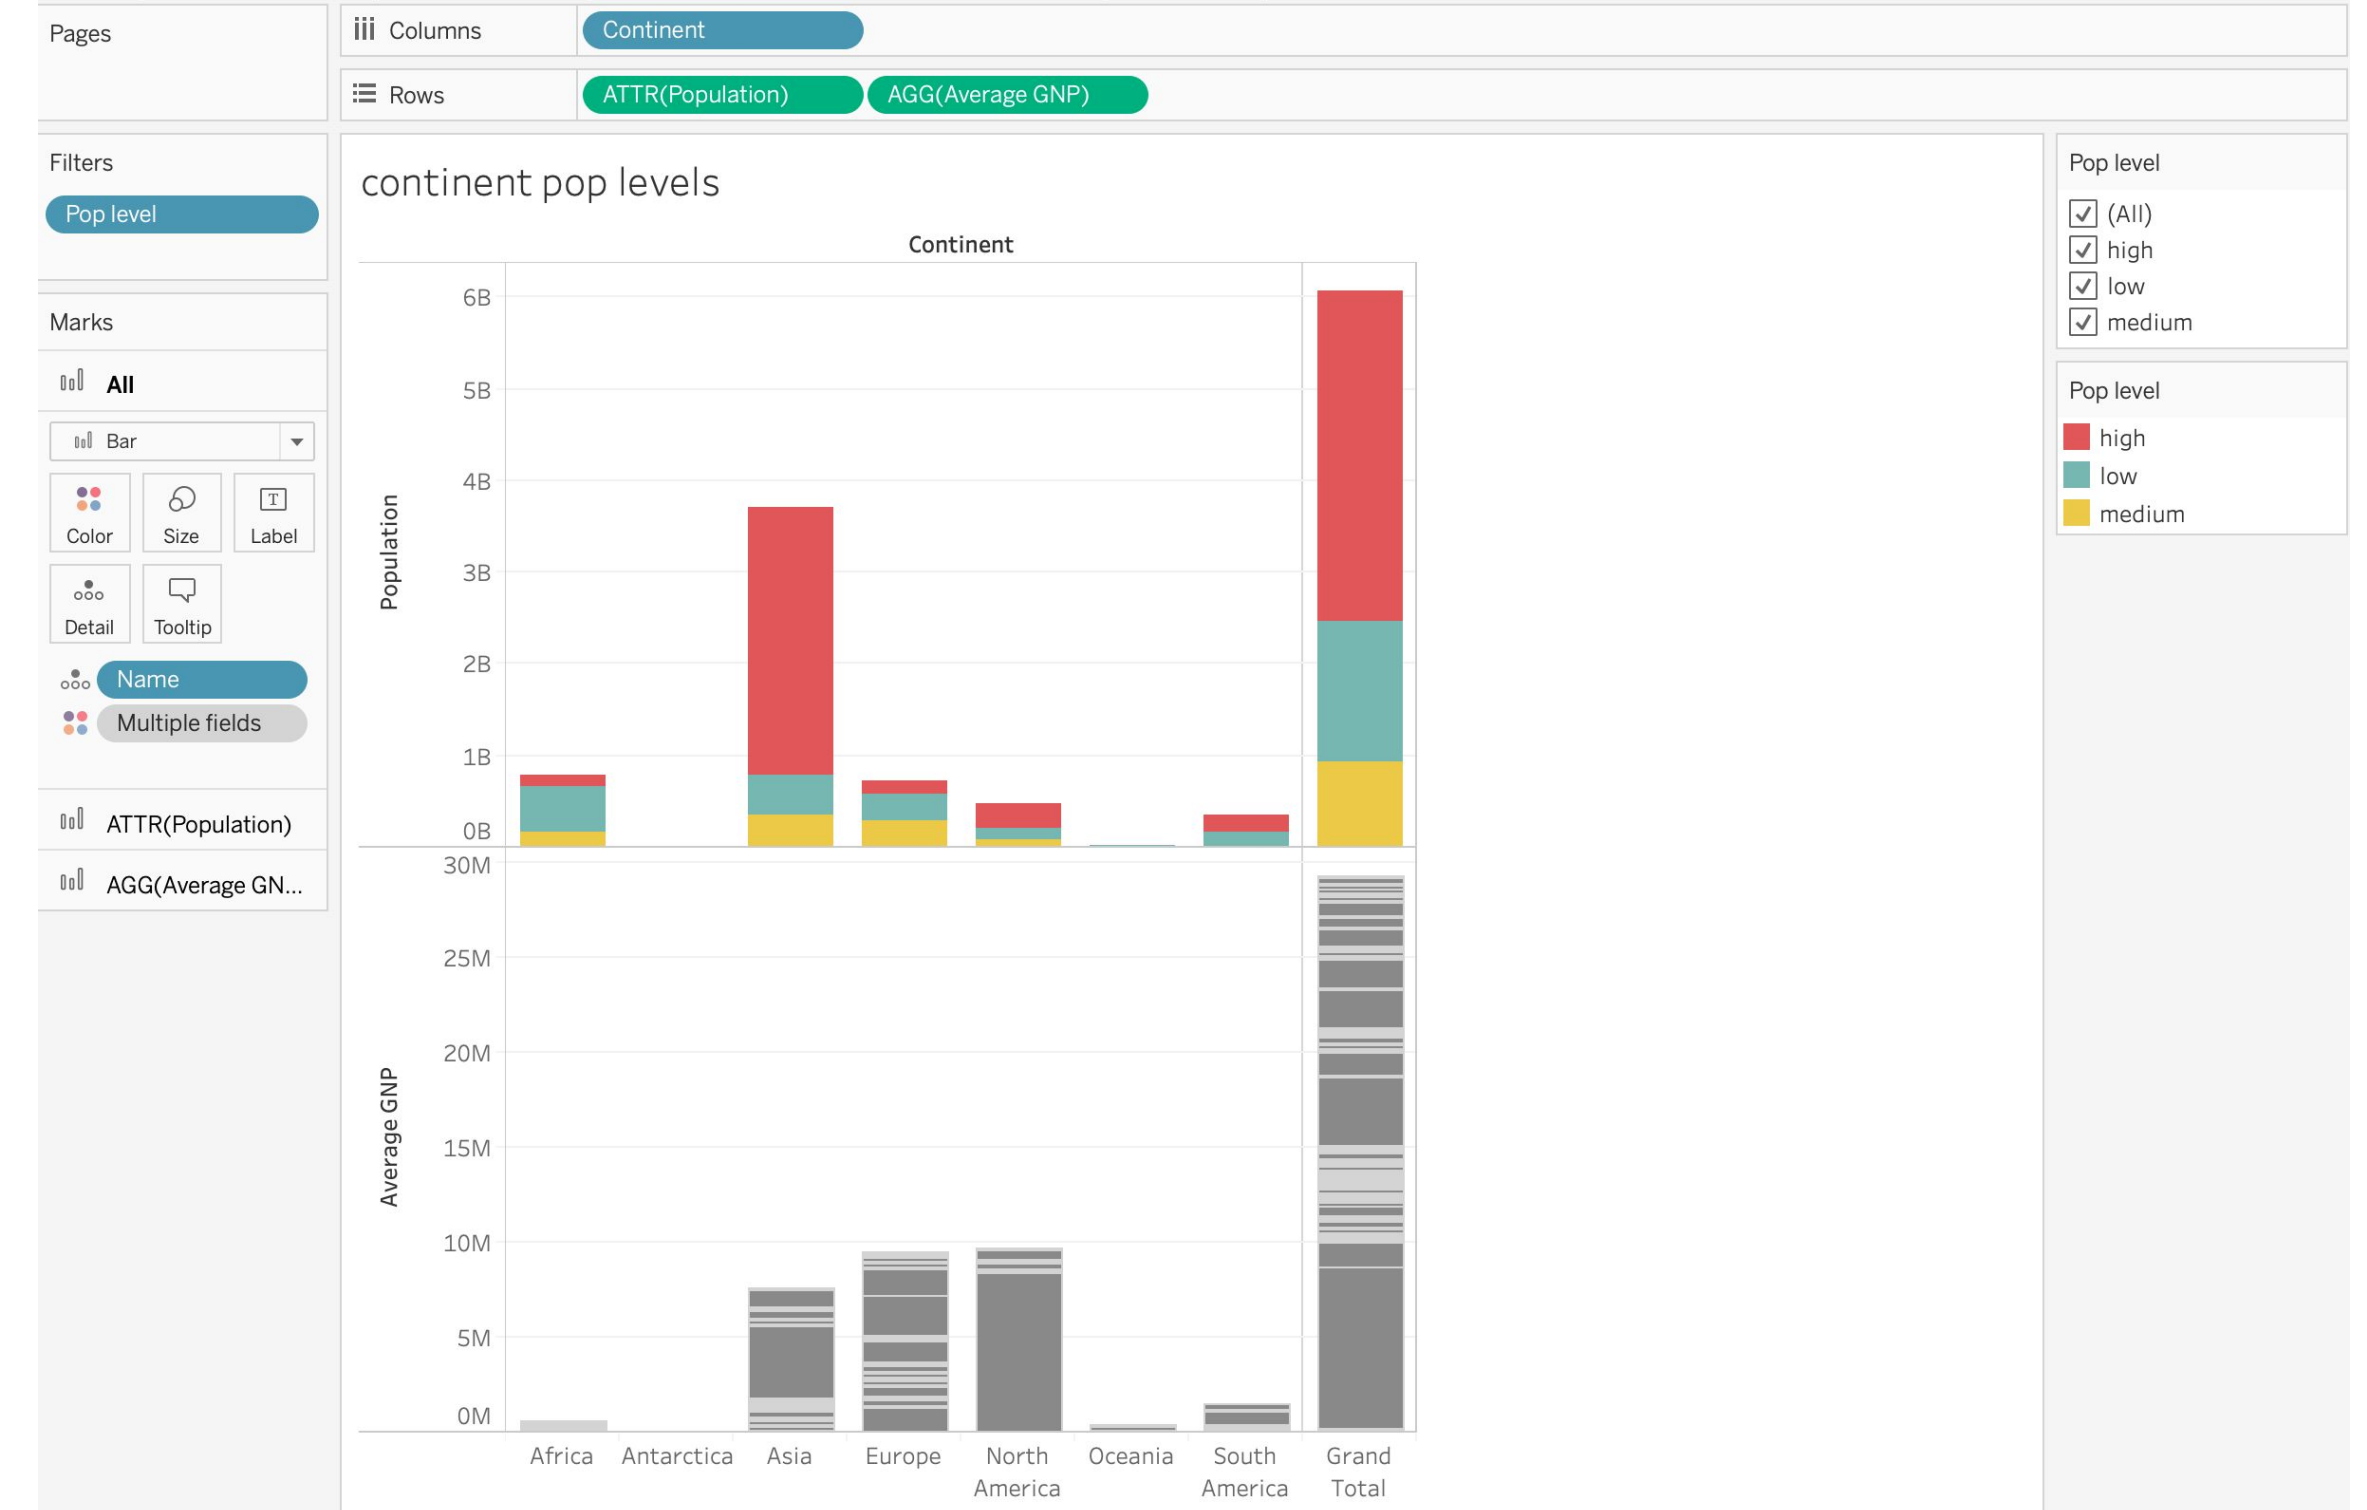 Pages
Columns
Continent
Rows
ATTR(Population)
AGG(Average GNP)
Filters
Pop level
Marks
All
Bar
Color
Size
T
Label
Detail
Tooltip
Name
Multiple fields
ATTR(Population)
AGG(Average GN...
continent pop levels
Continent
Population
6B
5B
4B
3B
2B
1B
0B
Average GNP
30M
25M
20M
15M
10M
5M
0M
Africa
Antarctica
Asia
Europe
North
America
Oceania
South
America
Grand
Total
Pop level
(All)
high
low
medium
Pop level
high
low
medium